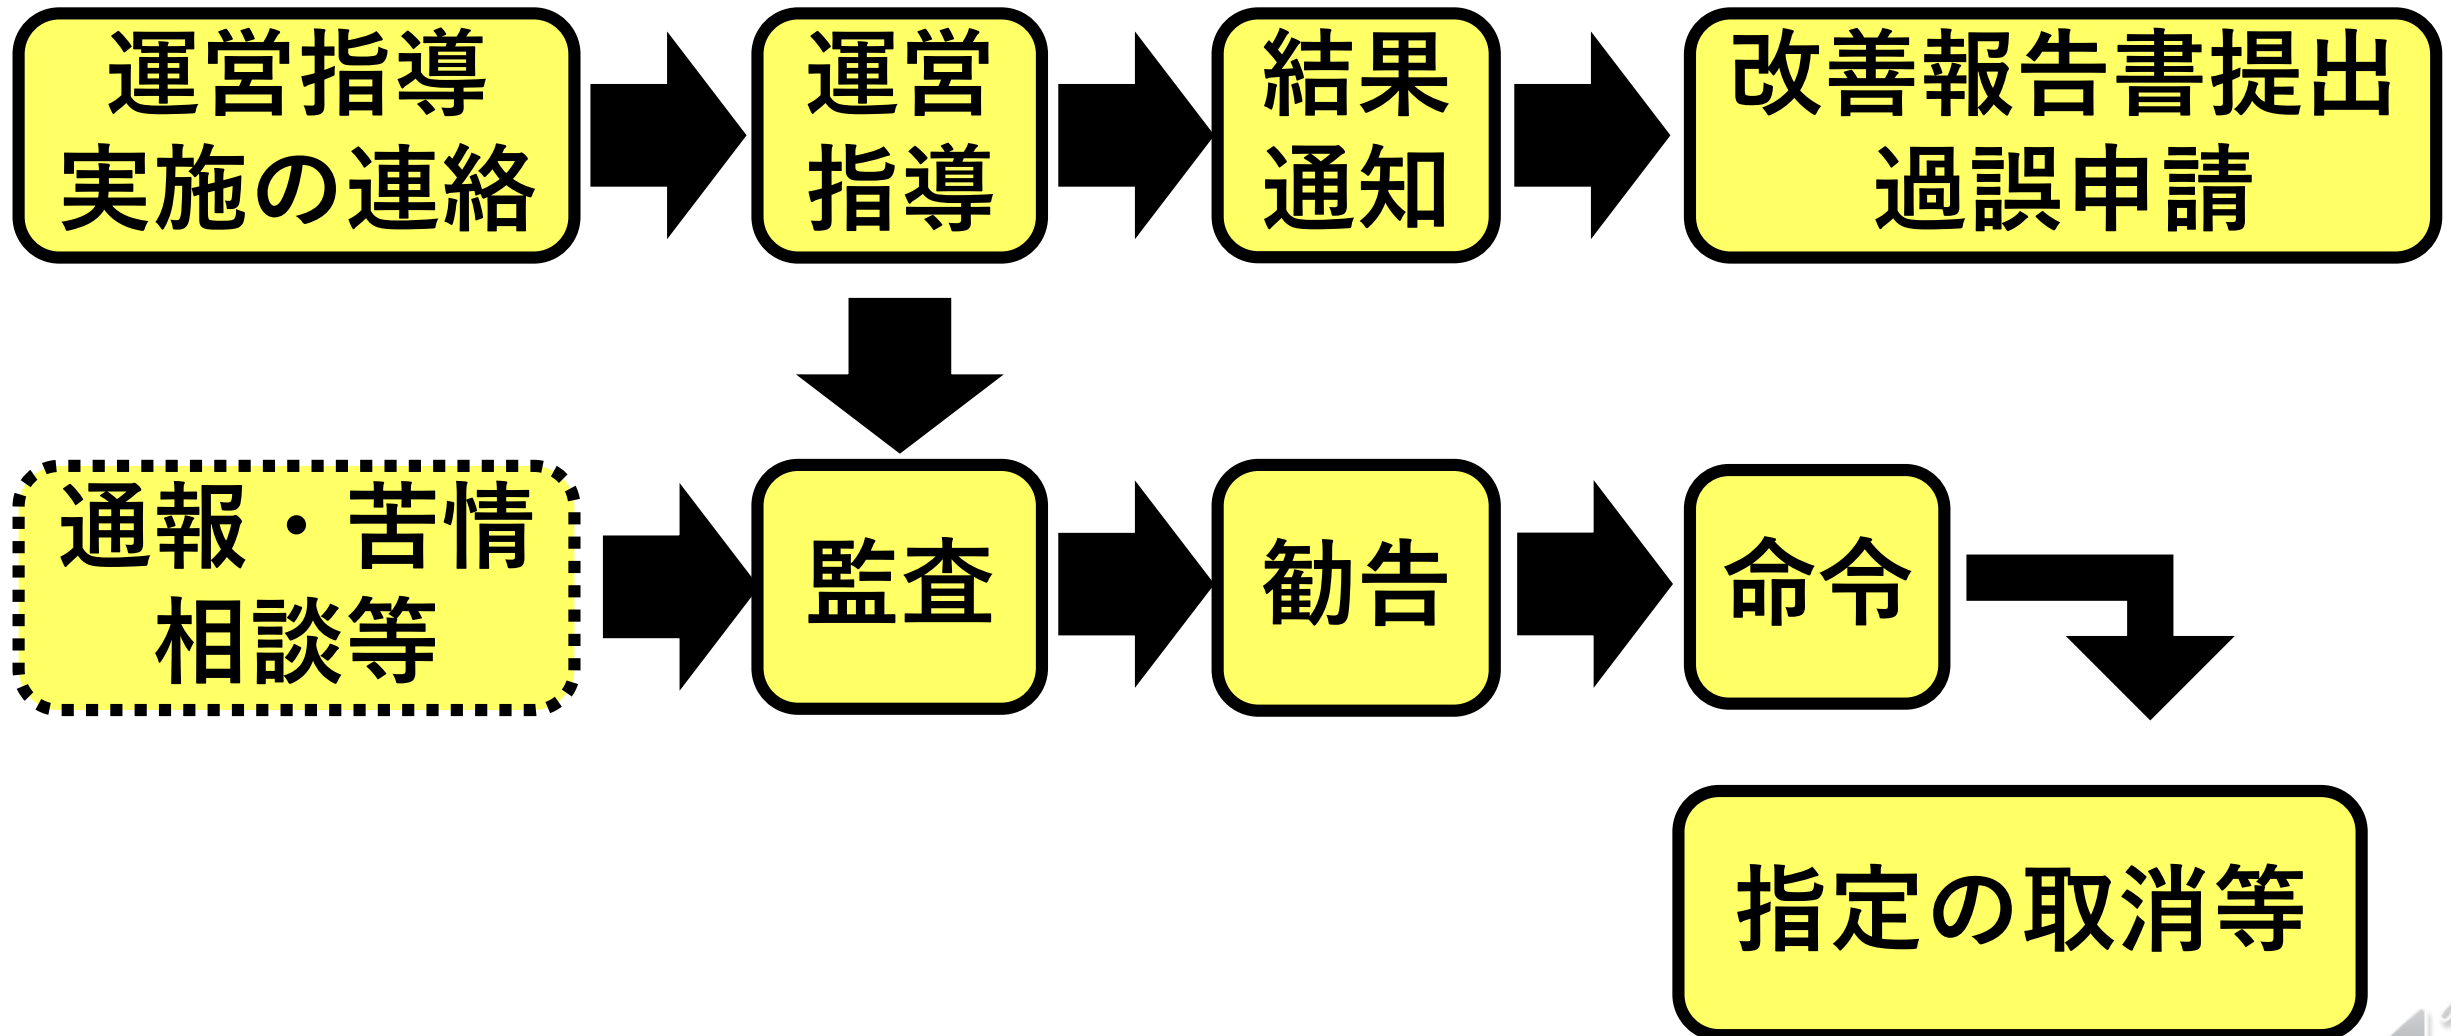 運営指導
実施の連絡
運営
指導
結果
通知
改善報告書提出
過誤申請
通報・苦情
相談等
監査
勧告
命令
指定の取消等